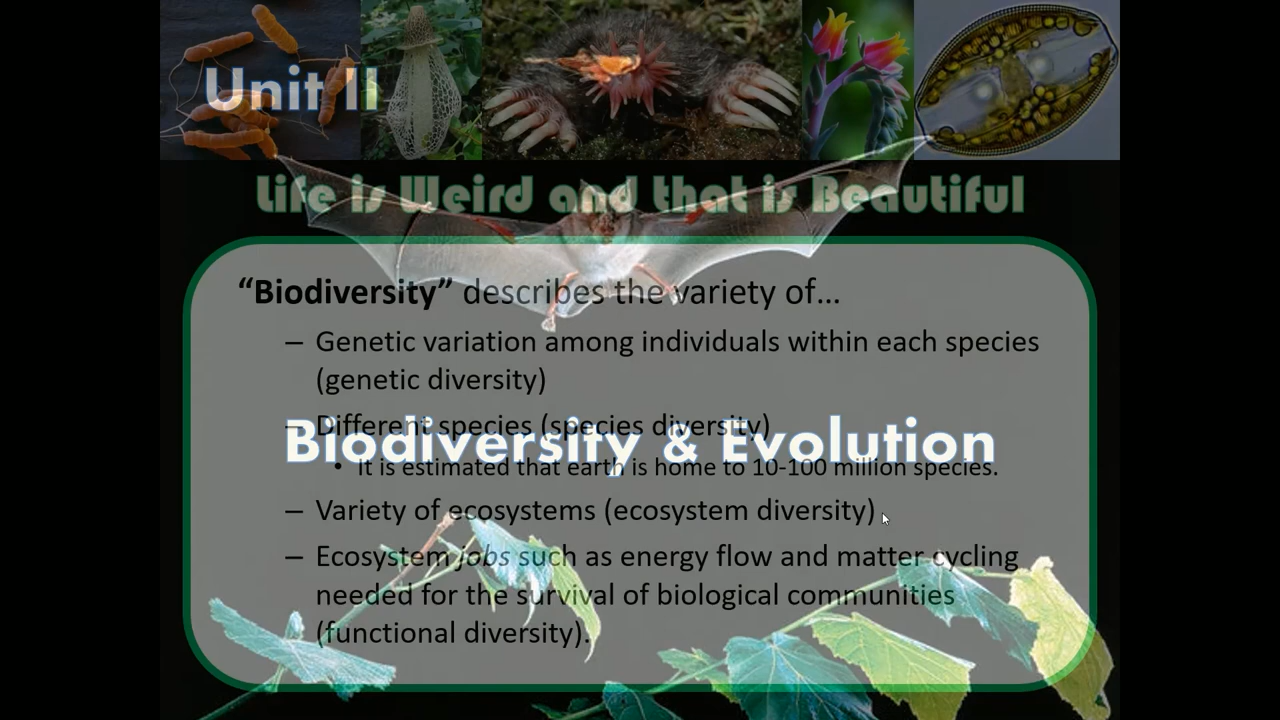 Unit II
Life is Weird and that is Beautiful
“Biodiversity” describes the variety of…
– Genetic variation among individuals within each species
(genetic diversity)
– Different species (species diversity)
Biodiversity & Evolution
• It is estimated that earth is home to 10-100 million species.
– Variety of ecosystems (ecosystem diversity)
– Ecosystem jobs such as energy flow and matter cycling
needed for the survival of biological communities
(functional diversity).